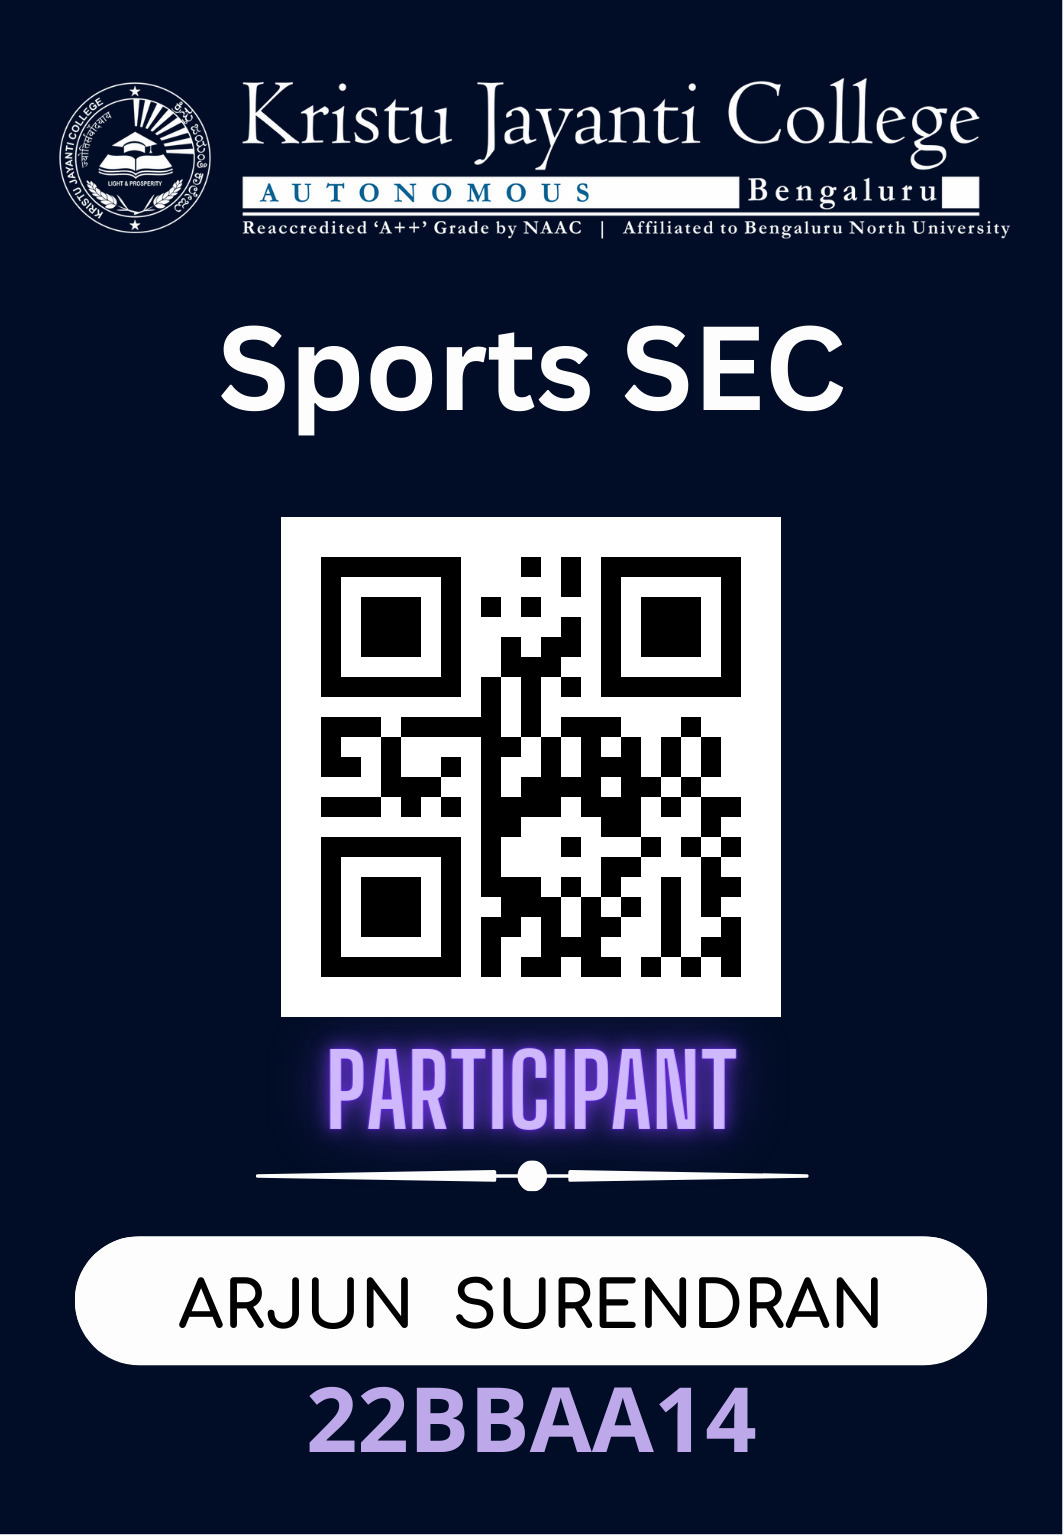 Kristu Jayanti College
AUTONOMOUS Bengaluru
Reaccredited ‘A++’ Grade by NAAC | Affiliated to Bengaluru North University
KRISTU JAYANTI COLLEGE
LIGHT & PROSPERITY
Sports SEC
PARTICIPANT
ARJUN SURENDRAN
22BBAA14